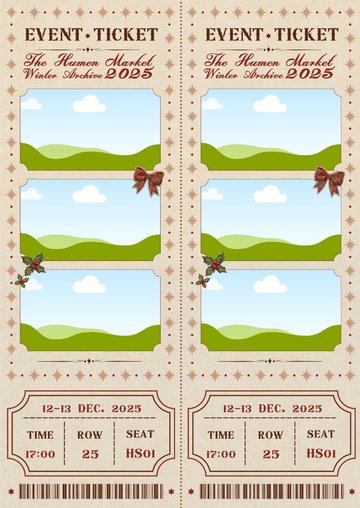 EVENT • TICKET
The Humen Market
Winter Archive 2025
12-13 DEC. 2025
TIME ROW SEAT
17:00 25 HS01
EVENT • TICKET
The Humen Market
Winter Archive 2025
12-13 DEC. 2025
TIME ROW SEAT
17:00 25 HS01